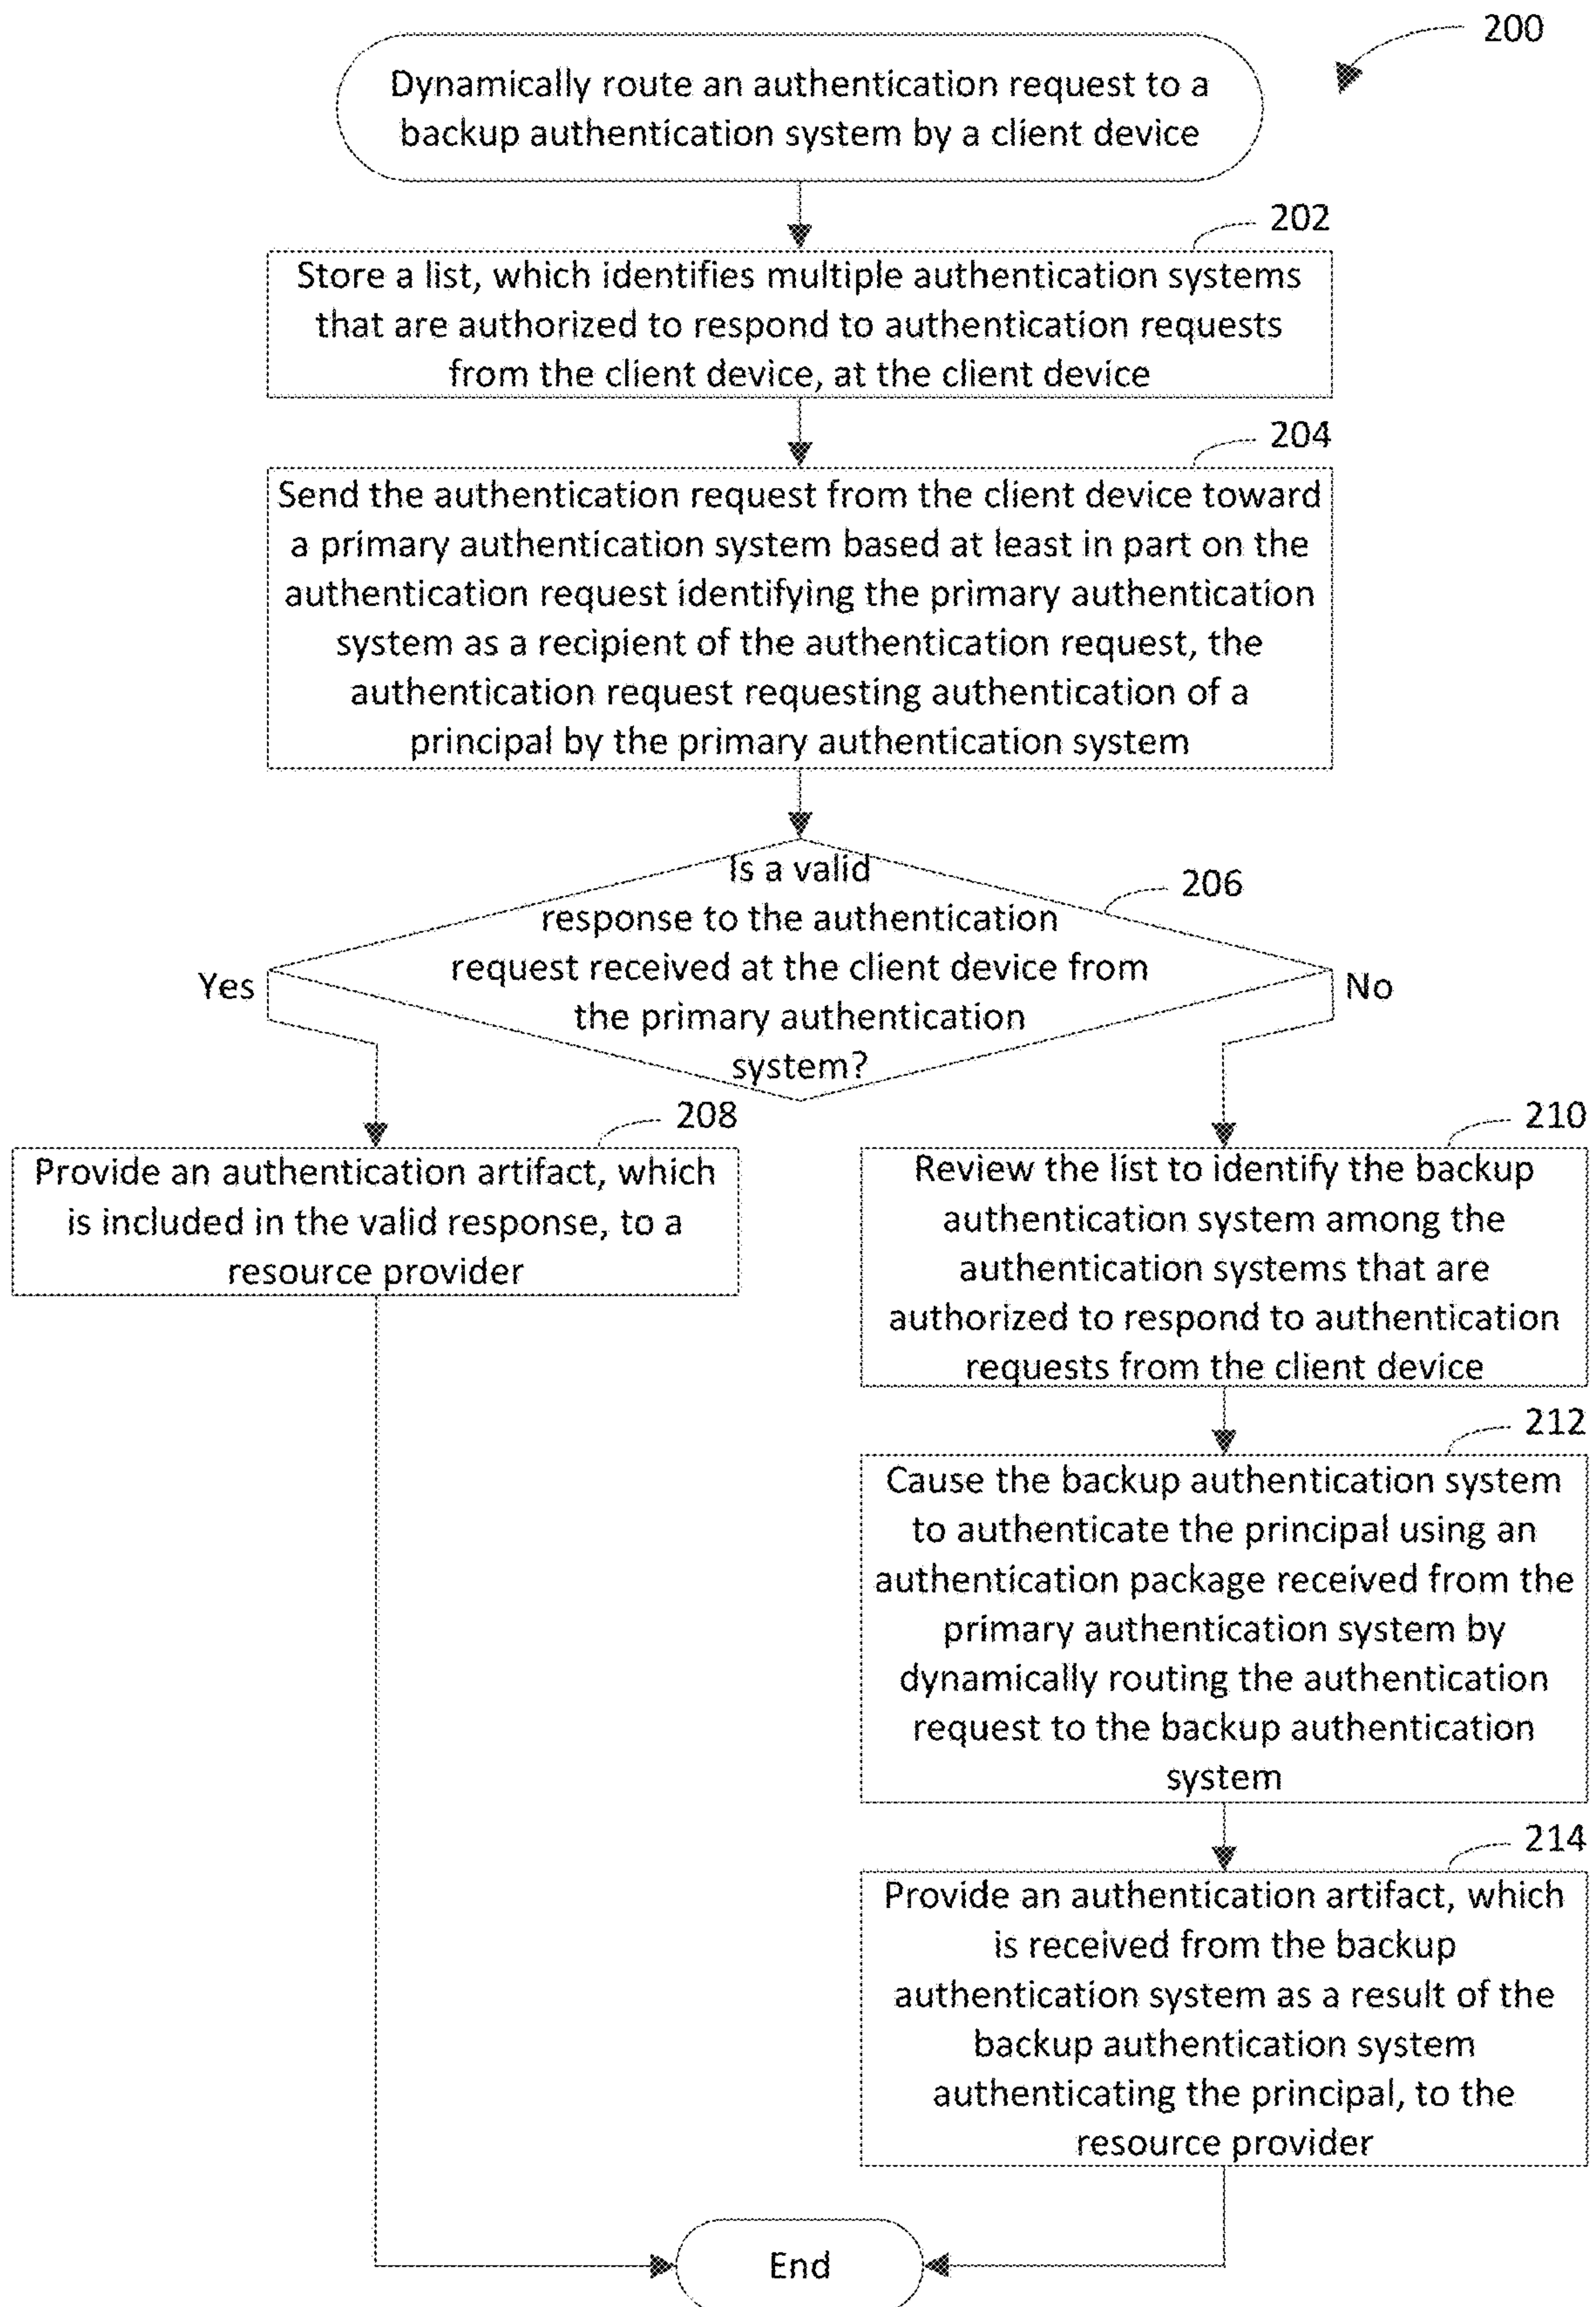 200
Dynamically route an authentication request to a
backup authentication system by a client device
202
Store a list, which identifies multiple authentication systems
that are authorized to respond to authentication requests
from the client device, at the client device
204
Send the authentication request from the client device toward
a primary authentication system based at least in part on the
authentication request identifying the primary authentication
system as a recipient of the authentication request, the
authentication request requesting authentication of a
principal by the primary authentication system
Is a valid
206
response to the authentication
request received at the client device from
the primary authentication
system?
Yes
No
208
Provide an authentication artifact, which
is included in the valid response, to a
resource provider
210
Review the list to identify the backup
authentication system among the
authentication systems that are
authorized to respond to authentication
requests from the client device
212
Cause the backup authentication system
to authenticate the principal using an
authentication package received from the
primary authentication system by
dynamically routing the authentication
request to the backup authentication
system
214
Provide an authentication artifact, which
is received from the backup
authentication system as a result of the
backup authentication system
authenticating the principal, to the
resource provider
End